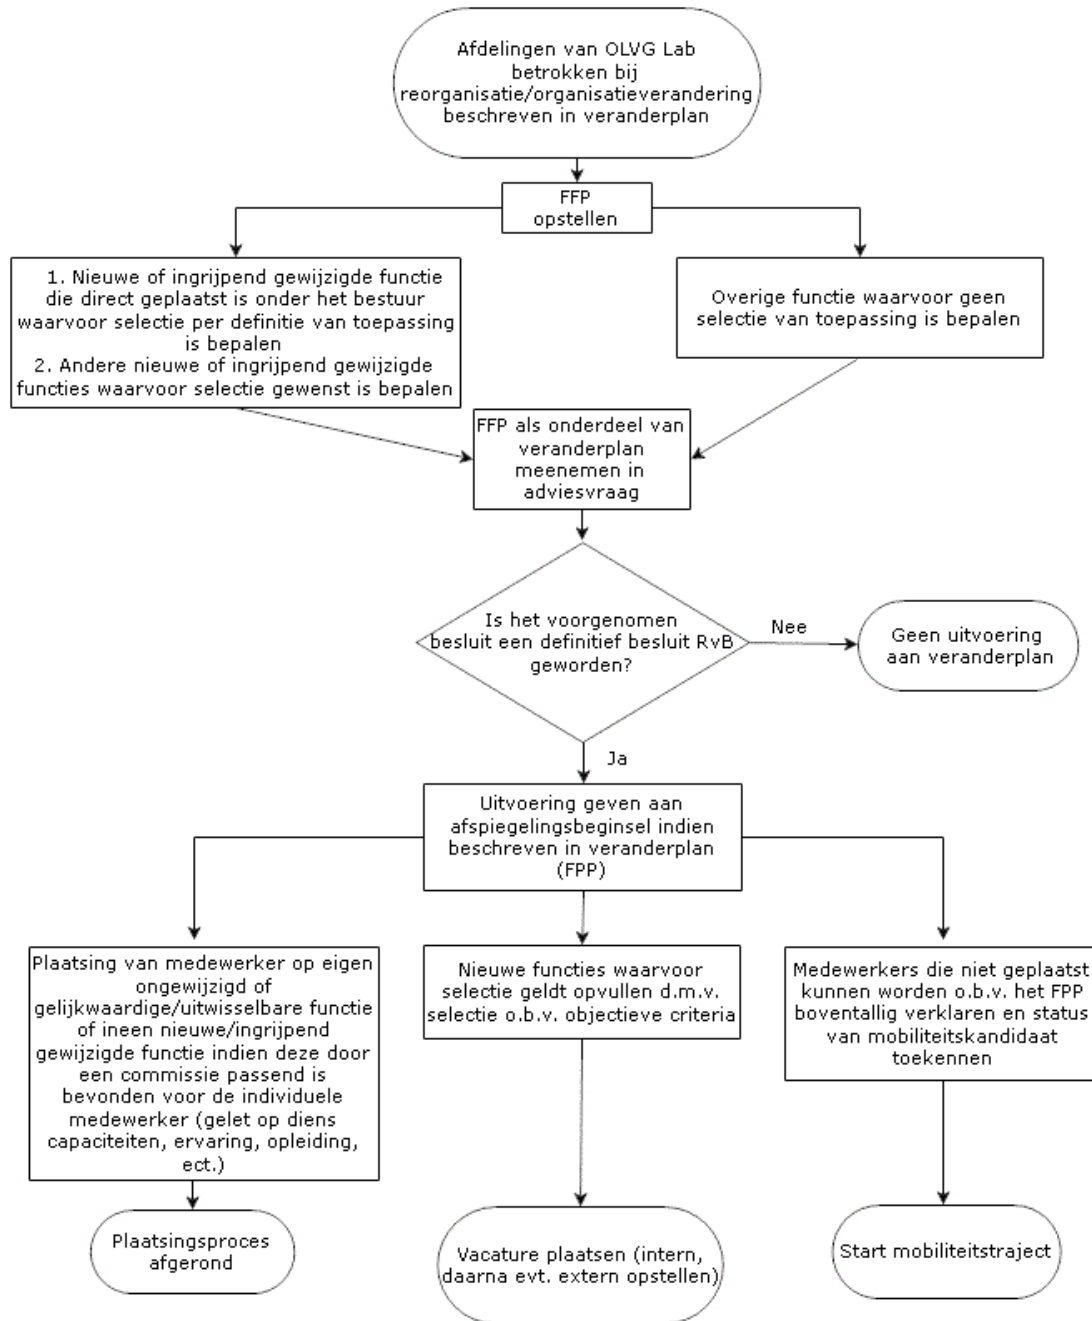 Afdelingen van OLVG Lab
betrokken bij
reorganisatie/organisatieverandering
beschreven in veranderplan
FFP
opstellen
1. Nieuwe of ingrijpend gewijzigde functie
die direct geplaatst is onder het bestuur
waarvoor selectie per definitie van toepassing
is bepalen
2. Andere nieuwe of ingrijpend gewijzigde
functies waarvoor selectie gewenst is bepalen
Overige functie waarvoor geen
selectie van toepassing is bepalen
FFP als onderdeel van
veranderplan
meenemen in
adviesvraag
Is het voorgenomen
besluit een definitief besluit RvB
geworden?
Nee
Geen uitvoering
aan veranderplan
Ja
Uitvoering geven aan
afspiegelingsbeginsel indien
beschreven in veranderplan
(FPP)
Plaatsing van medewerker op eigen
ongewijzigd of
gelijkwaardige/uitwisselbare functie
of ineen nieuwe/ingrijpend
gewijzigde functie indien deze door
een commissie passend is
bevonden voor de individuele
medewerker (gelet op diens
capaciteiten, ervaring, opleiding,
ect.)
Nieuwe functies waarvoor
selectie geldt opvullen d.m.v.
selectie o.b.v. objectieve criteria
Medewerkers die niet geplaatst
kunnen worden o.b.v. het FPP
boventallig verklaren en status
van mobiliteitskandidaat
toekennen
Plaatsingsproces
afgerond
Vacature plaatsen (intern,
daarna evt. extern opstellen)
Start mobiliteitstraject